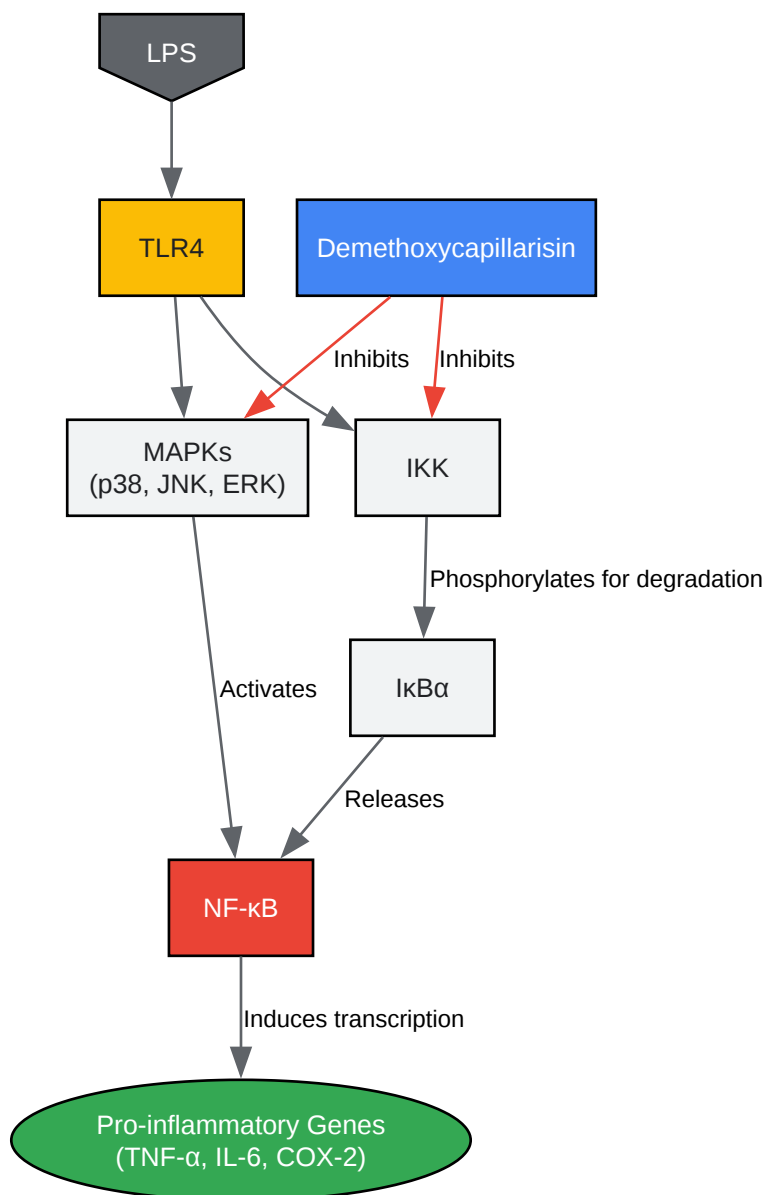 LPS
TLR4
Demethoxycapillarisin
Inhibits
Inhibits
MAPKs
(p38, JNK, ERK)
IKK
Phosphorylates for degradation
Activates
IκBα
Releases
NF-κB
Induces transcription
Pro-inflammatory Genes
(TNF-α, IL-6, COX-2)